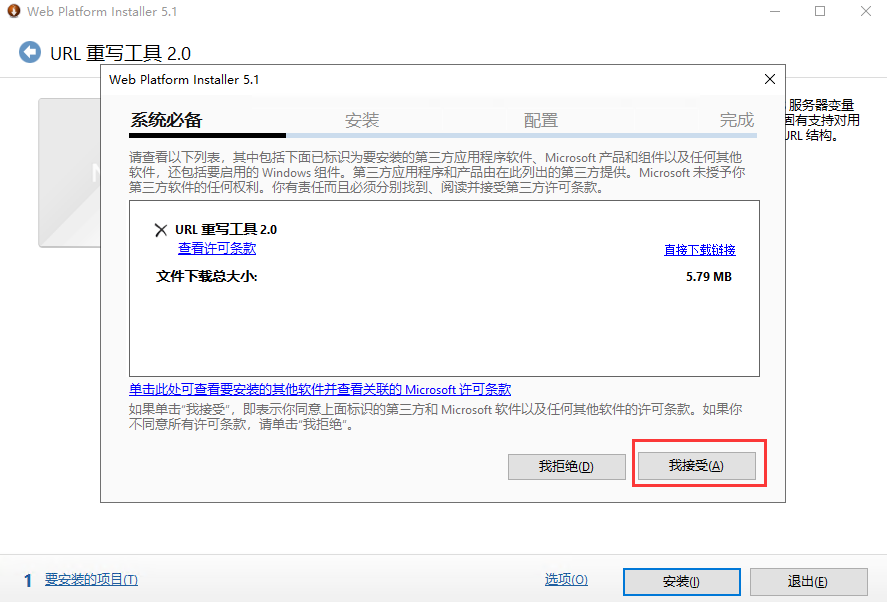 Web Platform Installer 5.1
URL 重写工具 2.0
Web Platform Installer 5.1
服务器变量
固有支持对用
URL 结构。
系统必备 安装 配置 完成
请查看以下列表，其中包括下面已标识为要安装的第三方应用程序软件、Microsoft 产品和组件以及任何其他
软件，还包括要启用的 Windows 组件。第三方应用程序和产品由在此列出的第三方提供。Microsoft 未授予你
第三方软件的任何权利。你有责任而且必须分别找到、阅读并接受第三方许可条款。
URL 重写工具 2.0
查看许可条款 直接下载链接
文件下载总大小: 5.79 MB
单击此处可查看要安装的其他软件并查看关联的 Microsoft 许可条款
如果单击“我接受”，即表示你同意上面标识的第三方和 Microsoft 软件以及任何其他软件的许可条款。如果你
不同意所有许可条款，请单击“我拒绝”。
我拒绝(D) 我接受(A)
1 要安装的项目(T) 选项(O) 安装(I) 退出(E)